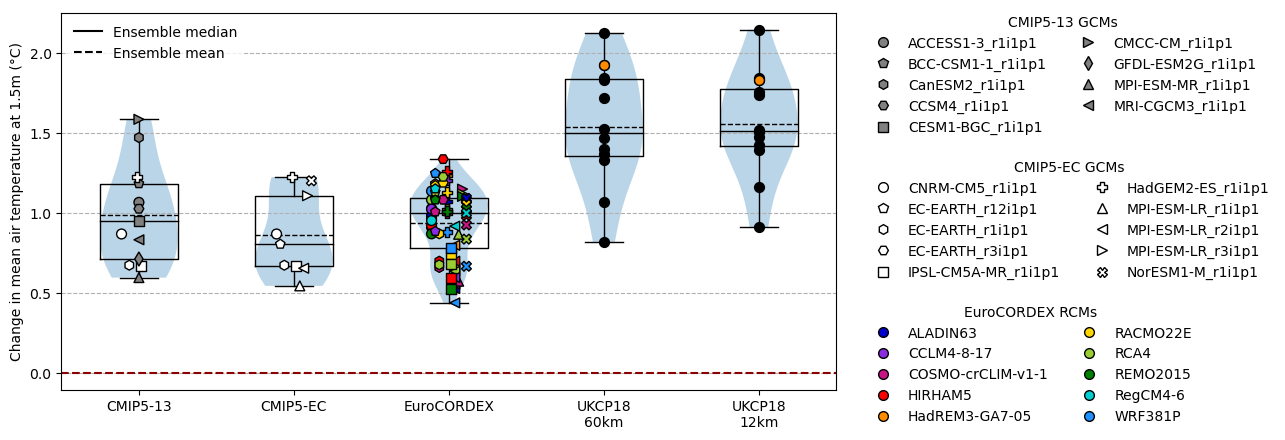 Change in mean air temperature at 1.5m (°C)
2.0
1.5
1.0
0.5
0.0
Ensemble median
Ensemble mean
CMIP5-13
CMIP5-EC
EuroCORDEX
UKCP18
60km
UKCP18
12km
CMIP5-13 GCMs
ACCESS1-3_r1i1p1
BCC-CSM1-1_r1i1p1
CanESM2_r1i1p1
CCSM4_r1i1p1
CESM1-BGC_r1i1p1
CMCC-CM_r1i1p1
GFDL-ESM2G_r1i1p1
MPI-ESM-MR_r1i1p1
MRI-CGCM3_r1i1p1
CMIP5-EC GCMs
CNRM-CM5_r1i1p1
EC-EARTH_r12i1p1
EC-EARTH_r1i1p1
EC-EARTH_r3i1p1
IPSL-CM5A-MR_r1i1p1
HadGEM2-ES_r1i1p1
MPI-ESM-LR_r1i1p1
MPI-ESM-LR_r2i1p1
MPI-ESM-LR_r3i1p1
NorESM1-M_r1i1p1
EuroCORDEX RCMs
ALADIN63
CCLM4-8-17
COSMO-crCLIM-v1-1
HIRHAM5
HadREM3-GA7-05
RACMO22E
RCA4
REMO2015
RegCM4-6
WRF381P